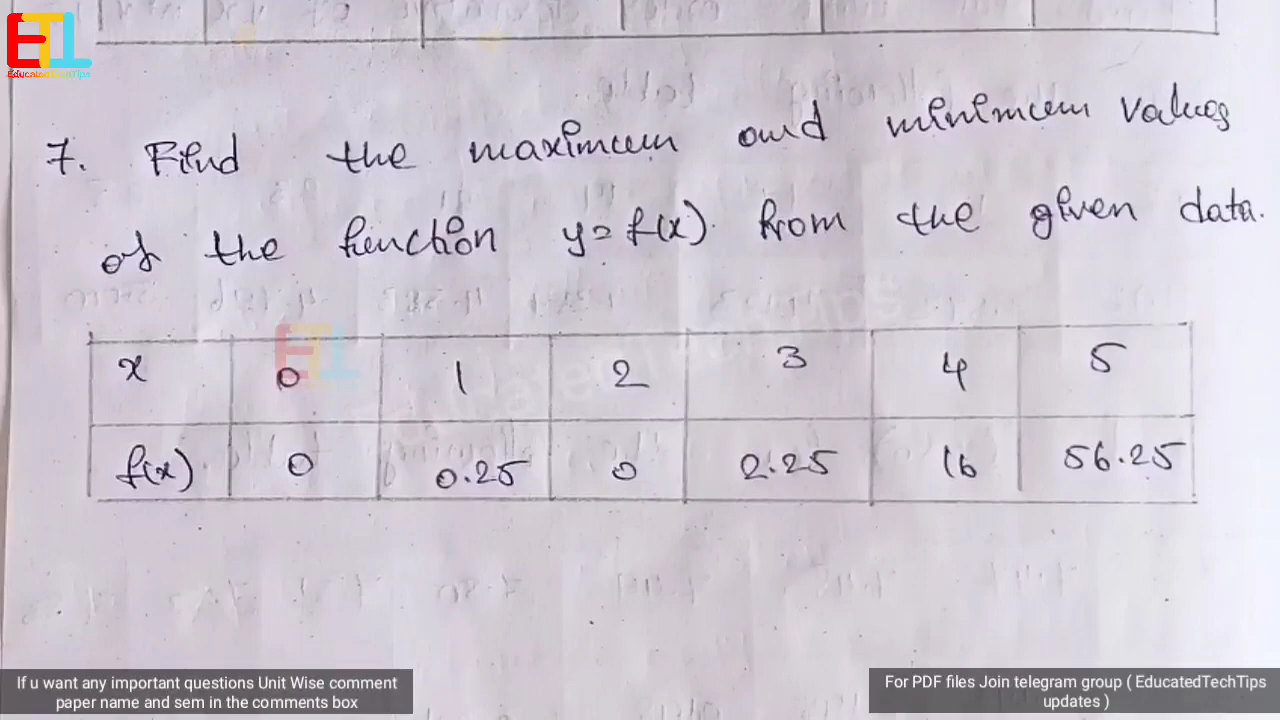 ETL
EducatedTechTips
7. Find the maximum and minimum values
of the function y=f(x). from the given data.
x 0 1 2 3 4 5
f(x) 0 0.25 0 2.25 16 56.25
If u want any important questions Unit Wise comment
paper name and sem in the comments box
For PDF files Join telegram group ( EducatedTechTips
updates )